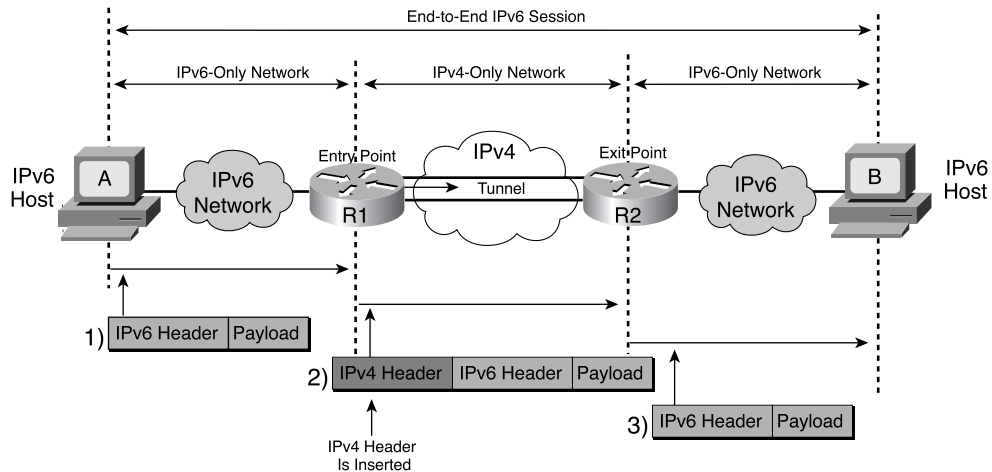 End-to-End IPv6 Session
IPv6-Only Network
IPv4-Only Network
IPv6-Only Network
IPv6
Host
A
IPv6
Network
Entry Point
R1
IPv4
Tunnel
Exit Point
R2
IPv6
Network
B
IPv6
Host
1) IPv6 Header Payload
2) IPv4 Header IPv6 Header Payload
3) IPv6 Header Payload
IPv4 Header
Is Inserted